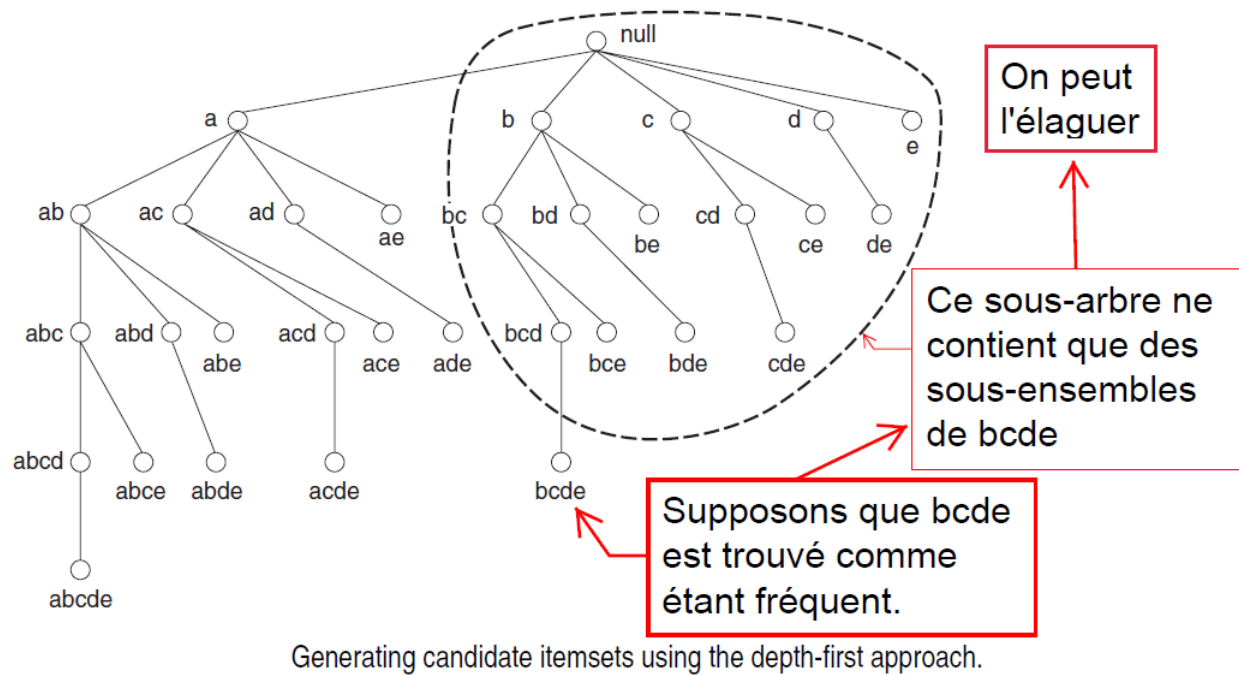 null
On peut
l'élaguer
a
b
c
d
e
ab
ac
ad
ae
bc
bd
be
cd
ce
de
Ce sous-arbre ne
contient que des
sous-ensembles
de bcde
abc
abd
abe
acd
ace
ade
bcd
bce
bde
cde
abcd
abce
abde
acde
bcde
Supposons que bcde
est trouvé comme
étant fréquent.
abcde
Generating candidate itemsets using the depth-first approach.